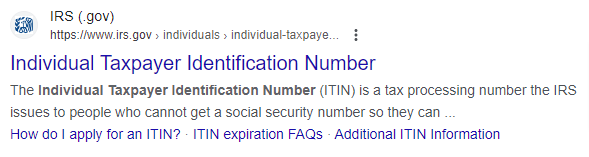 IRS (.gov)
https://www.irs.gov › individuals › individual-taxpaye...
Individual Taxpayer Identification Number
The Individual Taxpayer Identification Number (ITIN) is a tax processing number the IRS
issues to people who cannot get a social security number so they can ...
How do I apply for an ITIN? · ITIN expiration FAQs · Additional ITIN Information